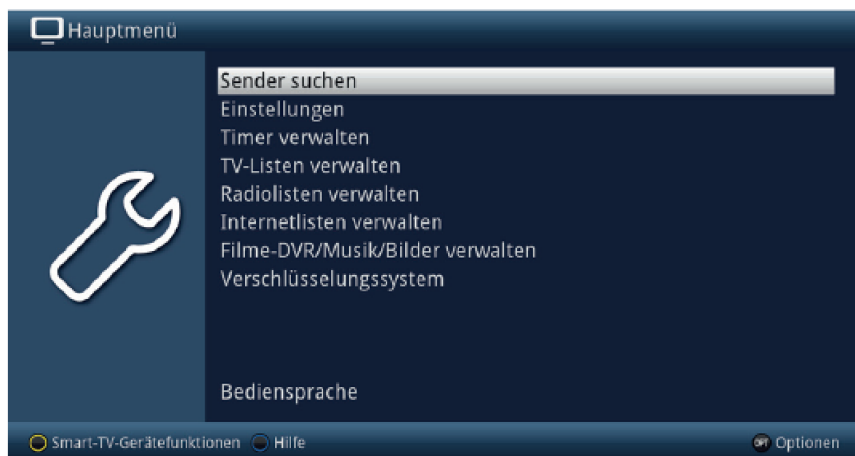 Hauptmenü
Sender suchen
Einstellungen
Timer verwalten
TV-Listen verwalten
Radiolisten verwalten
Internetlisten verwalten
Filme-DVR/Musik/Bilder verwalten
Verschlüsselungssystem
Bediensprache
Smart-TV-Gerätefunktionen Hilfe OPT Optionen